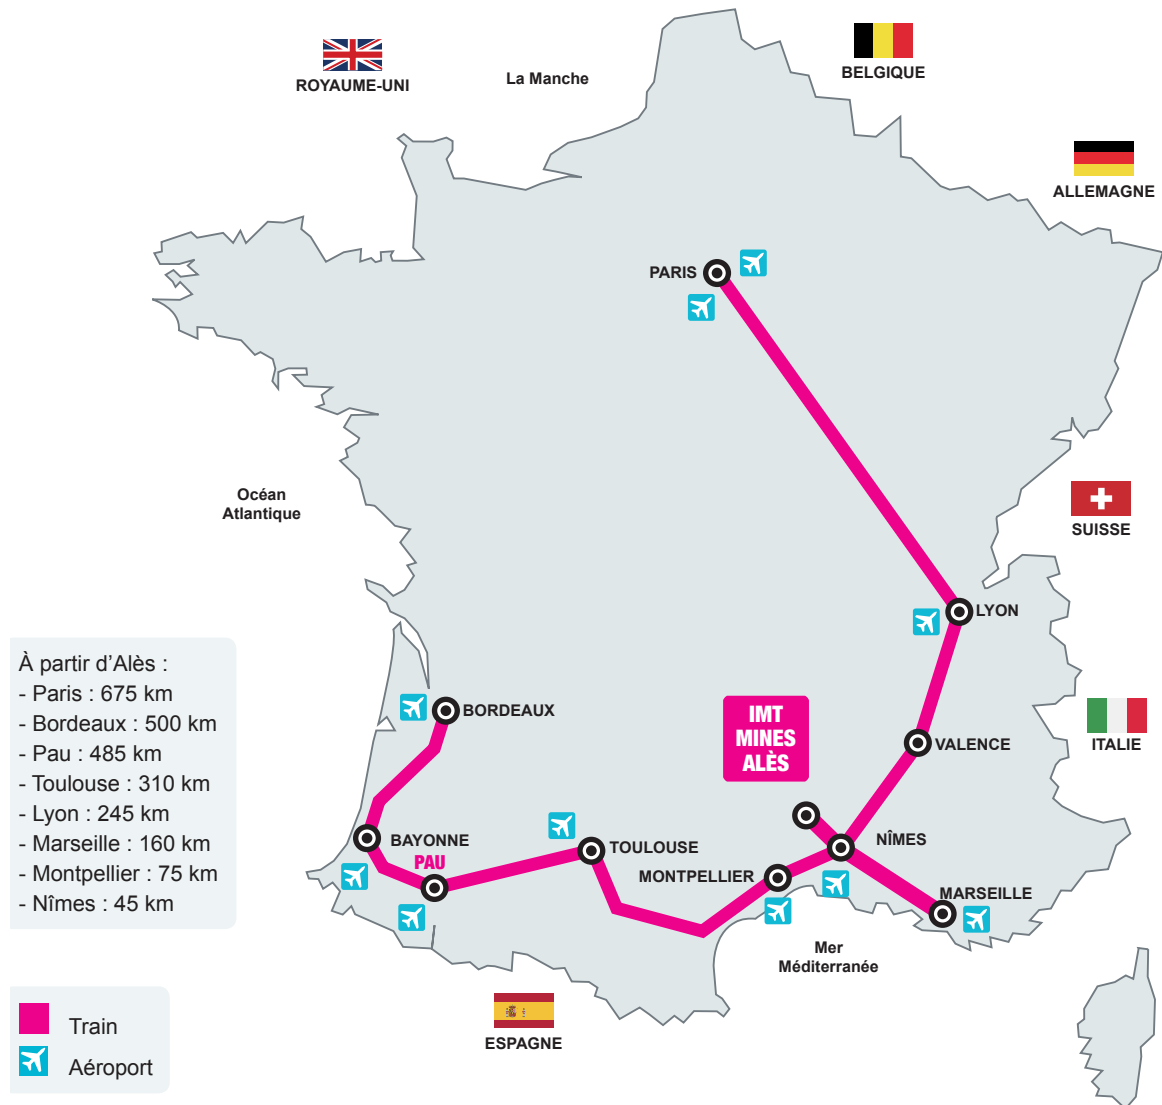 ROYAUME-UNI
La Manche
BELGIQUE
ALLEMAGNE
PARIS
Océan
Atlantique
SUISSE
LYON
À partir d'Alès :
- Paris : 675 km
- Bordeaux : 500 km
- Pau : 485 km
- Toulouse : 310 km
- Lyon : 245 km
- Marseille : 160 km
- Montpellier : 75 km
- Nîmes : 45 km
BORDEAUX
IMT
MINES
ALÈS
VALENCE
ITALIE
BAYONNE
PAU
TOULOUSE
NÎMES
MONTPELLIER
MARSEILLE
Mer
Méditerranée
ESPAGNE
Train
Aéroport